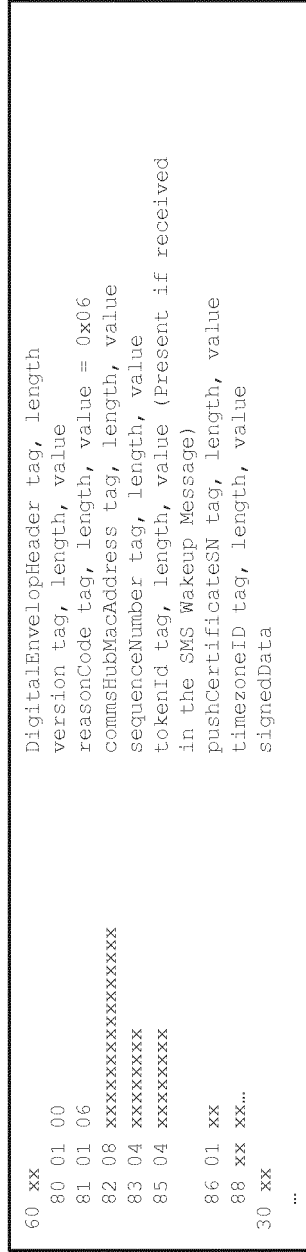 60 xx DigitalEnvelopHeader tag, length
80 01 00 version tag, length, value
81 01 06 reasonCode tag, length, value = 0x06
82 08 xxxxxxxxxxxxxxxx commsHubMacAddress tag, length, value
83 04 xxxxxxxx sequenceNumber tag, length, value
85 04 xxxxxxxx tokenId tag, length, value (Present if received
in the SMS Wakeup Message)
86 01 xx pushCertificateSN tag, length, value
88 xx xx… timezoneID tag, length, value
30 xx signedData
…